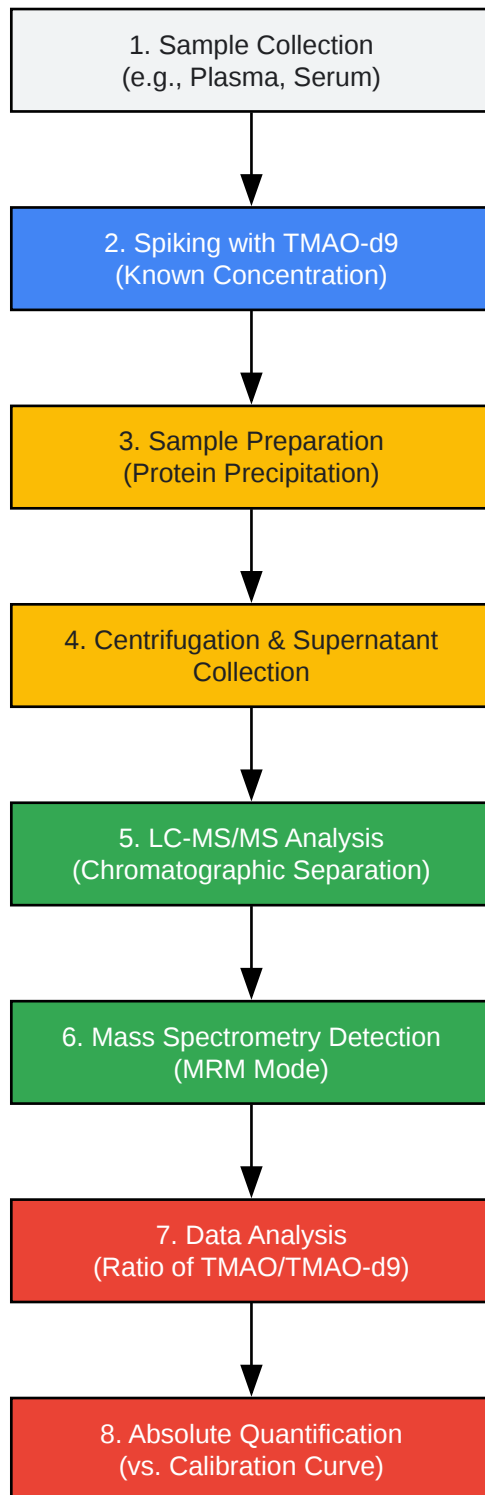 1. Sample Collection
(e.g., Plasma, Serum)
2. Spiking with TMAO-d9
(Known Concentration)
3. Sample Preparation
(Protein Precipitation)
4. Centrifugation & Supernatant
Collection
5. LC-MS/MS Analysis
(Chromatographic Separation)
6. Mass Spectrometry Detection
(MRM Mode)
7. Data Analysis
(Ratio of TMAO/TMAO-d9)
8. Absolute Quantification
(vs. Calibration Curve)